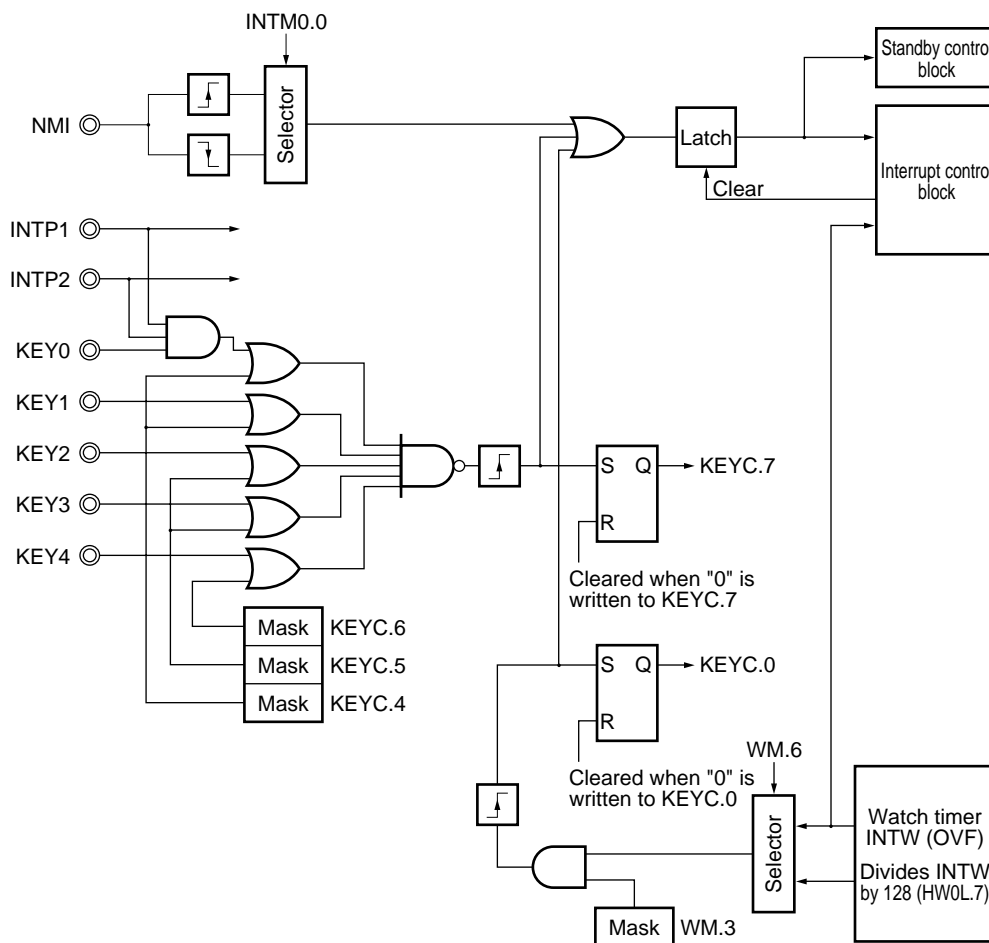 INTM0.0
Standby control
block
NMI
Selector
Latch
Clear
Interrupt control
block
INTP1
INTP2
KEY0
KEY1
KEY2
KEY3
KEY4
S Q
R
KEYC.7
Cleared when "0" is
written to KEYC.7
Mask KEYC.6
Mask KEYC.5
Mask KEYC.4
S Q
R
KEYC.0
Cleared when "0" is
written to KEYC.0
WM.6
Selector
Watch timer
INTW (OVF)
Divides INTW
by 128 (HW0L.7)
Mask WM.3